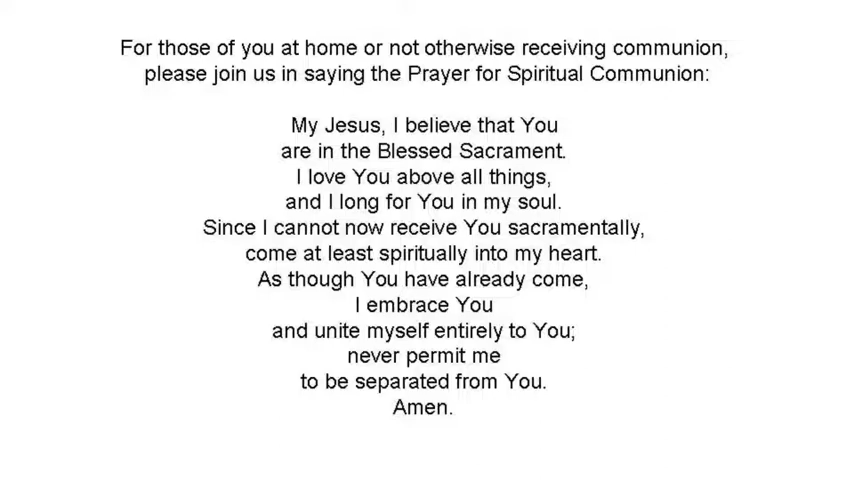 For those of you at home or not otherwise receiving communion,
please join us in saying the Prayer for Spiritual Communion:
My Jesus, I believe that You
are in the Blessed Sacrament.
I love You above all things,
and I long for You in my soul.
Since I cannot now receive You sacramentally,
come at least spiritually into my heart.
As though You have already come,
I embrace You
and unite myself entirely to You;
never permit me
to be separated from You.
Amen.